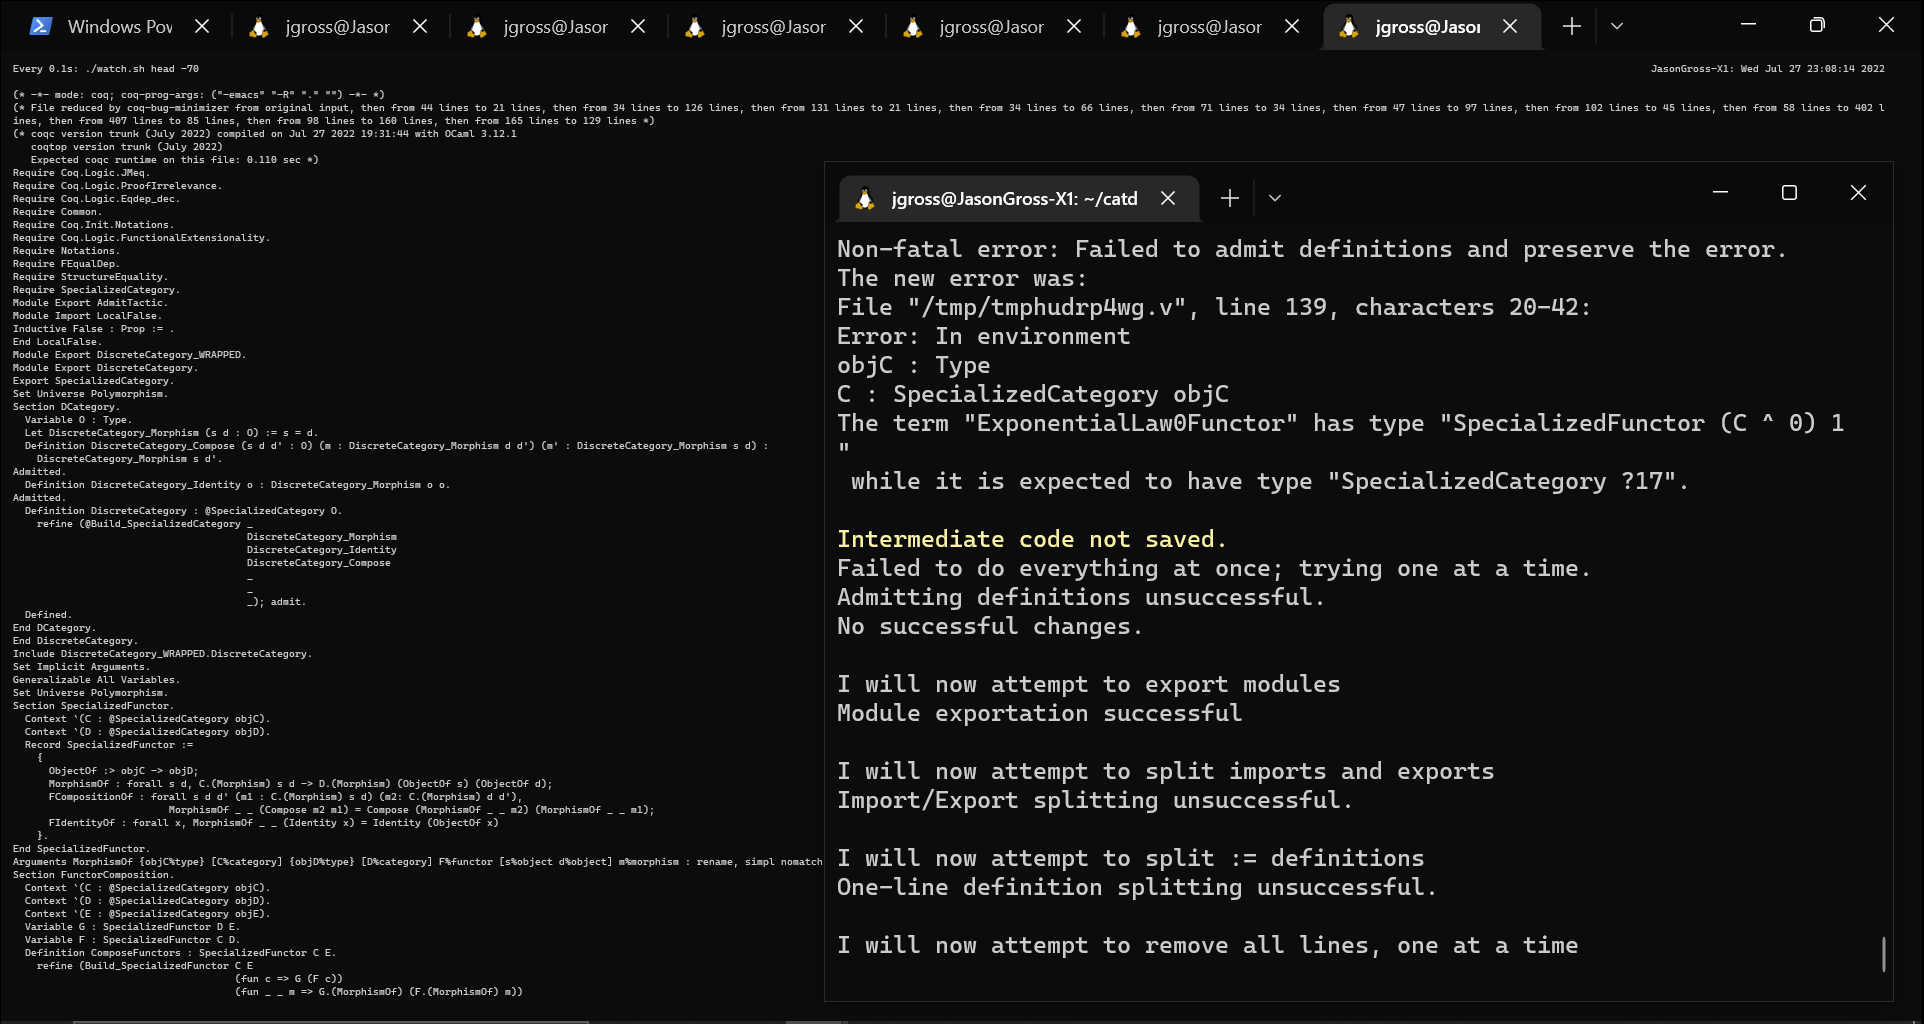 Windows Pov
jgross@Jasor
jgross@Jasor
jgross@Jasor
jgross@Jasor
jgross@Jasor
jgross@Jasor
Every 0.1s: ./watch.sh head -70
JasonGross-X1: Wed Jul 27 23:08:14 2022
(* -*- mode: coq; coq-prog-args: ("-emacs" "-R" "." "") -*- *)
(* File reduced by coq-bug-minimizer from original input, then from 44 lines to 21 lines, then from 34 lines to 126 lines, then from 131 lines to 21 lines, then from 34 lines to 66 lines, then from 71 lines to 34 lines, then from 47 lines to 97 lines, then from 102 lines to 45 lines, then from 58 lines to 402 l
ines, then from 407 lines to 85 lines, then from 98 lines to 160 lines, then from 165 lines to 129 lines *)
(* coqc version trunk (July 2022) compiled on Jul 27 2022 19:31:44 with OCaml 3.12.1
   coqtop version trunk (July 2022)
   Expected coqc runtime on this file: 0.110 sec *)
Require Coq.Logic.JMeq.
Require Coq.Logic.ProofIrrelevance.
Require Coq.Logic.Eqdep_dec.
Require Common.
Require Coq.Init.Notations.
Require Coq.Logic.FunctionalExtensionality.
Require Notations.
Require FEqualDep.
Require StructureEquality.
Require SpecializedCategory.
Module Export AdmitTactic.
Module Import LocalFalse.
Inductive False : Prop := .
End LocalFalse.
Module Export DiscreteCategory_WRAPPED.
Module Export DiscreteCategory.
Export SpecializedCategory.
Set Universe Polymorphism.
Section DCategory.
  Variable O : Type.
  Let DiscreteCategory_Morphism (s d : O) := s = d.
  Definition DiscreteCategory_Compose (s d d' : O) (m : DiscreteCategory_Morphism d d') (m' : DiscreteCategory_Morphism s d) :
    DiscreteCategory_Morphism s d'.
Admitted.
  Definition DiscreteCategory_Identity o : DiscreteCategory_Morphism o o.
Admitted.
  Definition DiscreteCategory : @SpecializedCategory O.
    refine (@Build_SpecializedCategory _
                                       DiscreteCategory_Morphism
                                       DiscreteCategory_Identity
                                       DiscreteCategory_Compose
                                       _
                                       _
                                       _); admit.
  Defined.
End DCategory.
End DiscreteCategory.
Include DiscreteCategory_WRAPPED.DiscreteCategory.
Set Implicit Arguments.
Generalizable All Variables.
Set Universe Polymorphism.
Section SpecializedFunctor.
  Context `(C : @SpecializedCategory objC).
  Context `(D : @SpecializedCategory objD).
  Record SpecializedFunctor :=
    {
      ObjectOf :> objC -> objD;
      MorphismOf : forall s d, C.(Morphism) s d -> D.(Morphism) (ObjectOf s) (ObjectOf d);
      FCompositionOf : forall s d d' (m1 : C.(Morphism) s d) (m2: C.(Morphism) d d'),
                          MorphismOf _ _ (Compose m2 m1) = Compose (MorphismOf _ _ m2) (MorphismOf _ _ m1);
      FIdentityOf : forall x, MorphismOf _ _ (Identity x) = Identity (ObjectOf x)
    }.
End SpecializedFunctor.
Arguments MorphismOf {objC%type} [C%category] {objD%type} [D%category] F%functor [s%object d%object] m%morphism : rename, simpl nomatch
Section FunctorComposition.
  Context `(C : @SpecializedCategory objC).
  Context `(D : @SpecializedCategory objD).
  Context `(E : @SpecializedCategory objE).
  Variable G : SpecializedFunctor D E.
  Variable F : SpecializedFunctor C D.
  Definition ComposeFunctors : SpecializedFunctor C E.
    refine (Build_SpecializedFunctor C E
                                     (fun c => G (F c))
                                     (fun _ _ m => G.(MorphismOf) (F.(MorphismOf) m))
jgross@JasonGross-X1: ~/catd
Non-fatal error: Failed to admit definitions and preserve the error.
The new error was:
File "/tmp/tmphudrp4wg.v", line 139, characters 20-42:
Error: In environment
objC : Type
C : SpecializedCategory objC
The term "ExponentialLaw0Functor" has type "SpecializedFunctor (C ^ 0) 1
"
 while it is expected to have type "SpecializedCategory ?17".
Intermediate code not saved.
Failed to do everything at once; trying one at a time.
Admitting definitions unsuccessful.
No successful changes.
I will now attempt to export modules
Module exportation successful
I will now attempt to split imports and exports
Import/Export splitting unsuccessful.
I will now attempt to split := definitions
One-line definition splitting unsuccessful.
I will now attempt to remove all lines, one at a time